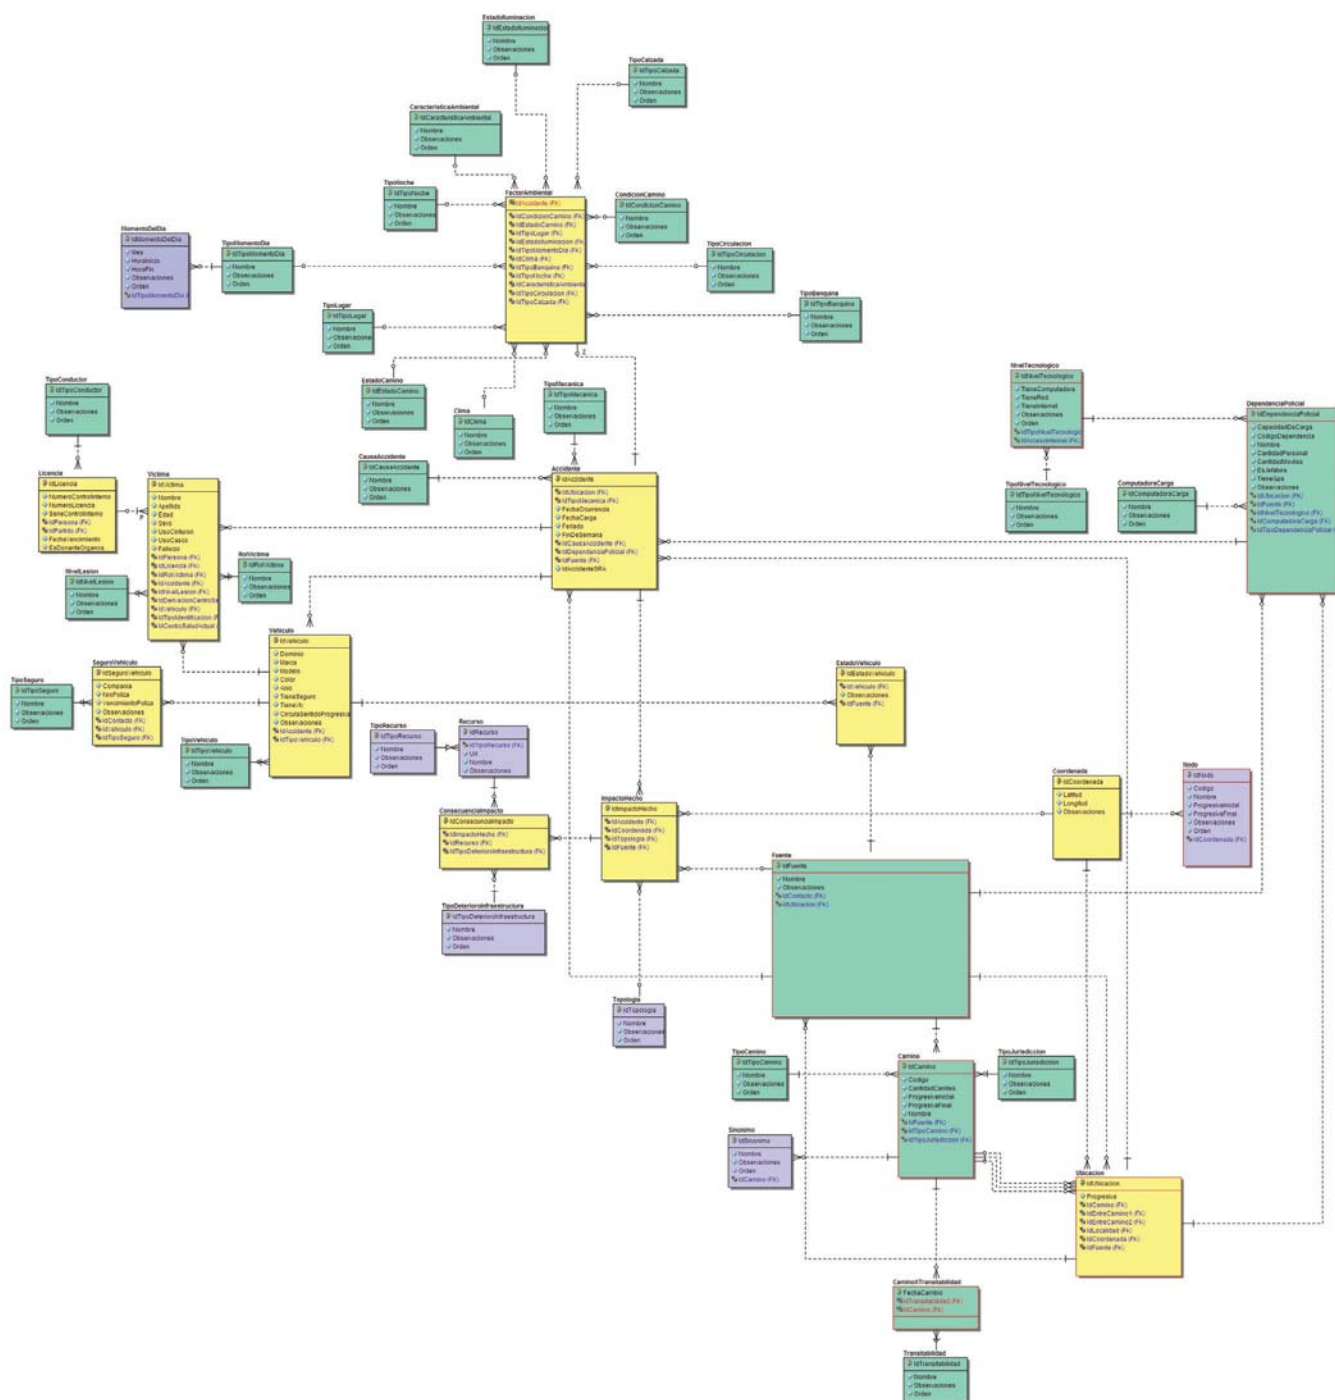 EstadoIluminacion
IdEstadoIluminacion
Nombre
Observaciones
Orden
TipoCalzada
IdTipoCalzada
Nombre
Observaciones
Orden
CaracteristicaAmbiental
IdCaracteristicaAmbiental
Nombre
Observaciones
Orden
TipoNoche
IdTipoNoche
Nombre
Observaciones
Orden
FactorAmbiental
IdAccidente (FK)
IdCondicionCamino (FK)
IdEstadoCamino (FK)
IdTipoLugar (FK)
IdEstadoIluminacion (FK)
IdTipoMomentoDia (FK)
IdClima (FK)
IdTipoBanquina (FK)
IdTipoNoche (FK)
IdCaracteristicaAmbiental
IdTipoCirculacion (FK)
IdTipoCalzada (FK)
CondicionCamino
IdCondicionCamino
Nombre
Observaciones
Orden
MomentoDelDia
IdMomentoDelDia
Mes
HoraInicio
HoraFin
Observaciones
Orden
IdTipoMomentoDia (
TipoMomentoDia
IdTipoMomentoDia
Nombre
Observaciones
Orden
TipoCirculacion
IdTipoCirculacion
Nombre
Observaciones
Orden
TipoBanquina
IdTipoBanquina
Nombre
Observaciones
Orden
TipoLugar
IdTipoLugar
Nombre
Observaciones
Orden
EstadoCamino
IdEstadoCamino
Nombre
Observaciones
Orden
Clima
IdClima
Nombre
Observaciones
Orden
TipoMecanica
IdTipoMecanica
Nombre
Observaciones
Orden
TipoConductor
IdTipoConductor
Nombre
Observaciones
Orden
NivelTecnologico
IdNivelTecnologico
TieneComputadora
TieneRed
TieneInternet
Observaciones
Orden
IdTipoNivelTecnologico
IdAccesoInternet (FK)
DependenciaPolicial
IdDependenciaPolicial
CapacidadDeCarga
CodigoDependencia
Nombre
CantidadPersonal
CantidadMoviles
EsJefatura
TieneGps
Observaciones
IdUbicacion (FK)
IdFuente (FK)
IdNivelTecnologico (FK)
IdComputadoraCarga (FK)
IdTipoDependenciaPolicial (FK)
CausaAccidente
IdCausaAccidente
Nombre
Observaciones
Orden
Accidente
IdAccidente
IdUbicacion (FK)
IdTipoMecanica (FK)
FechaOcurrencia
FechaCarga
Feriado
FinDeSemana
IdCausaAccidente (FK)
IdDependenciaPolicial (FK)
IdFuente (FK)
IdAccidenteSIRA
TipoNivelTecnologico
IdTipoNivelTecnologico
Nombre
Observaciones
Orden
ComputadoraCarga
IdComputadoraCarga
Nombre
Observaciones
Orden
Licencia
IdLicencia
NumeroControlInterno
NumeroLicencia
SerieControlInterno
IdPersona (FK)
IdPartido (FK)
FechaVencimiento
EsDonanteOrganos
Victima
IdVictima
Nombre
Apellido
Edad
Sexo
UsoCinturon
UsoCasco
Fallecio
IdPersona (FK)
IdLicencia (FK)
IdRolVictima (FK)
IdAccidente (FK)
IdNivelLesion (FK)
IdDerivacionCentroSa
IdVehiculo (FK)
IdTipoIdentificacion (F
IdCentroSaludActual (
RolVictima
IdRolVictima
Nombre
Observaciones
Orden
NivelLesion
IdNivelLesion
Nombre
Observaciones
Orden
Vehiculo
IdVehiculo
Dominio
Marca
Modelo
Color
Anio
TieneSeguro
TieneVtv
CirculaSentidoProgresiva
Observaciones
IdAccidente (FK)
IdTipoVehiculo (FK)
SeguroVehiculo
IdSeguroVehiculo
Compania
NroPoliza
VencimientoPoliza
Observaciones
IdContacto (FK)
IdVehiculo (FK)
IdTipoSeguro (FK)
TipoSeguro
IdTipoSeguro
Nombre
Observaciones
Orden
TipoVehiculo
IdTipoVehiculo
Nombre
Observaciones
Orden
EstadoVehiculo
IdEstadoVehiculo
IdVehiculo (FK)
Observaciones
IdFuente (FK)
TipoRecurso
IdTipoRecurso
Nombre
Observaciones
Orden
Recurso
IdRecurso
IdTipoRecurso (FK)
Url
Nombre
Observaciones
Coordenada
IdCoordenada
Latitud
Longitud
Observaciones
Nodo
IdNodo
Codigo
Nombre
ProgresivaInicial
ProgresivaFinal
Observaciones
Orden
IdCoordenada (FK)
ConsecuenciaImpacto
IdConsecuenciaImpacto
IdImpactoHecho (FK)
IdRecurso (FK)
IdTipoDeterioroInfraestructura (FK)
ImpactoHecho
IdImpactoHecho
IdAccidente (FK)
IdCoordenada (FK)
IdTopologia (FK)
IdFuente (FK)
Fuente
IdFuente
Nombre
Observaciones
IdContacto (FK)
IdUbicacion (FK)
TipoDeterioroInfraestructura
IdTipoDeterioroInfraestructura
Nombre
Observaciones
Orden
Topologia
IdTopologia
Nombre
Observaciones
Orden
TipoCamino
IdTipoCamino
Nombre
Observaciones
Orden
Camino
IdCamino
Codigo
CantidadCarriles
ProgresivaInicial
ProgresivaFinal
Nombre
IdFuente (FK)
IdTipoCamino (FK)
IdTipoJurisdiccion (FK)
TipoJurisdiccion
IdTipoJurisdiccion
Nombre
Observaciones
Orden
Sinonimo
IdSinonimo
Nombre
Observaciones
Orden
IdCamino (FK)
Ubicacion
IdUbicacion
Progresiva
IdCamino (FK)
IdEntreCamino1 (FK)
IdEntreCamino2 (FK)
IdLocalidad (FK)
IdCoordenada (FK)
IdFuente (FK)
CaminoXTransitabilidad
FechaCambio
IdTransitabilidad (FK)
IdCamino (FK)
Transitabilidad
IdTransitabilidad
Nombre
Observaciones
Orden